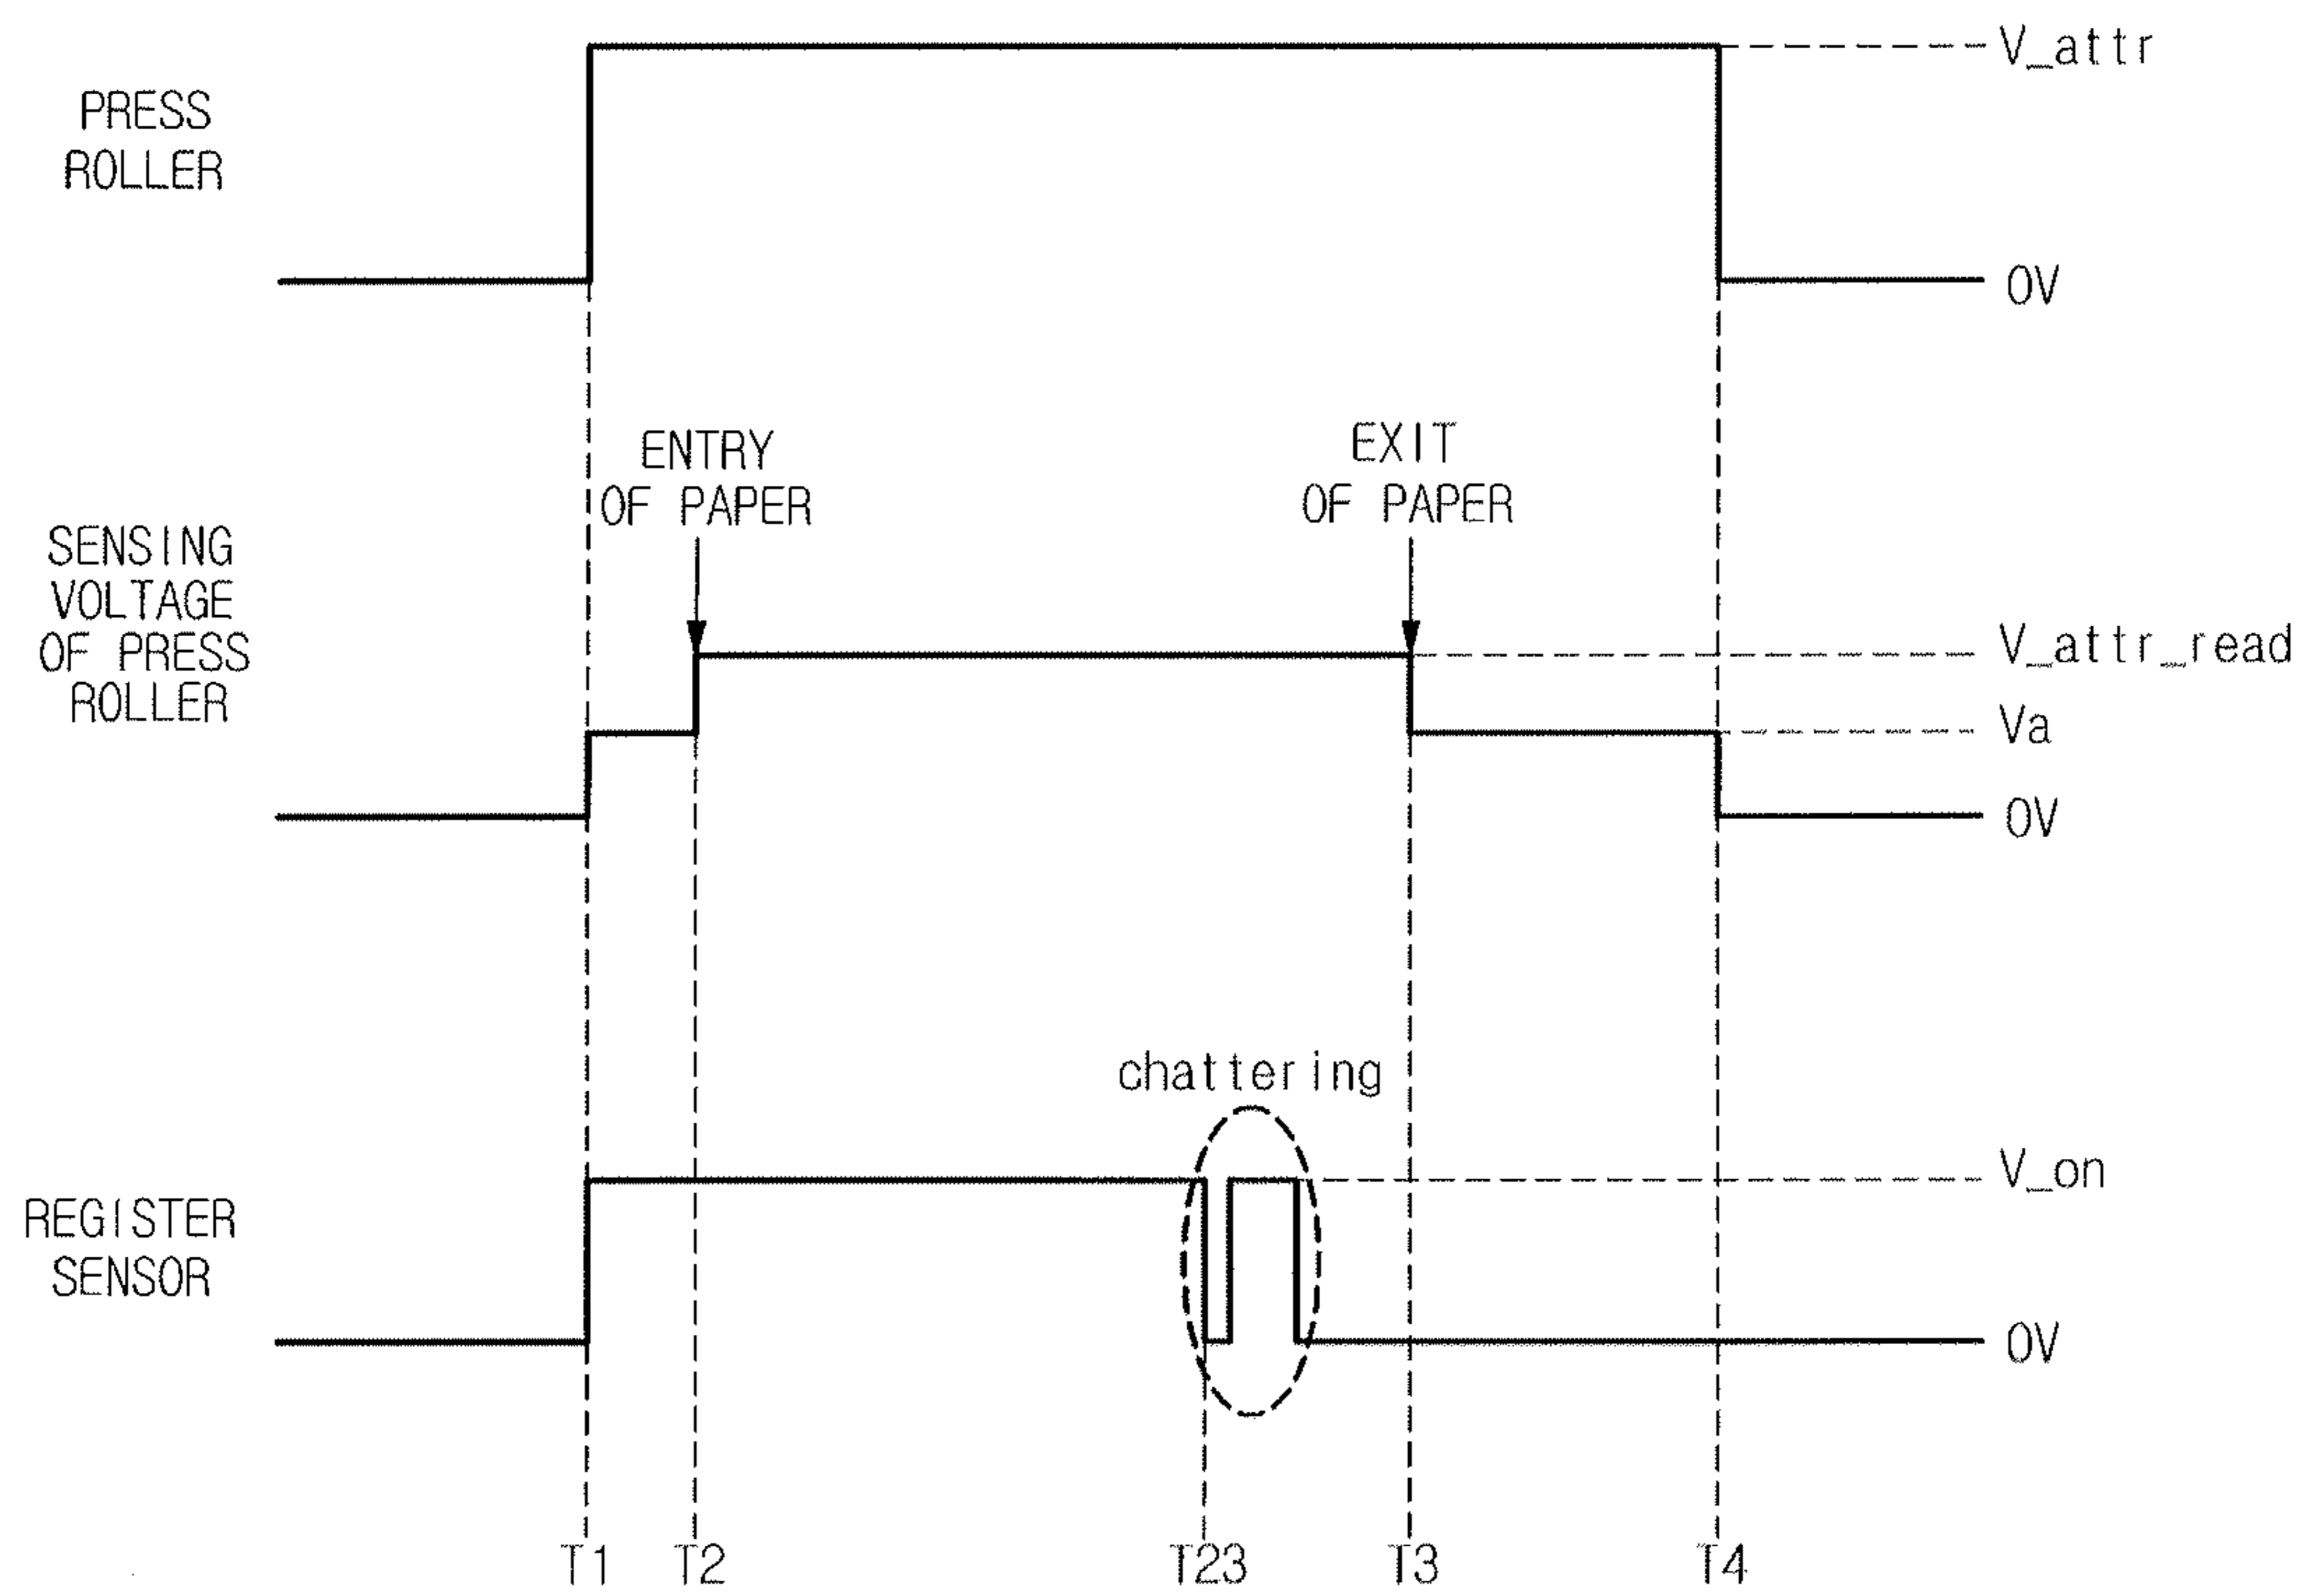 V_attr
PRESS
ROLLER
0V
ENTRY
OF PAPER
EXIT
OF PAPER
SENSING
VOLTAGE
OF PRESS
ROLLER
V_attr_read
Va
0V
chattering
V_on
REGISTER
SENSOR
0V
T1
T2
T23
T3
T4